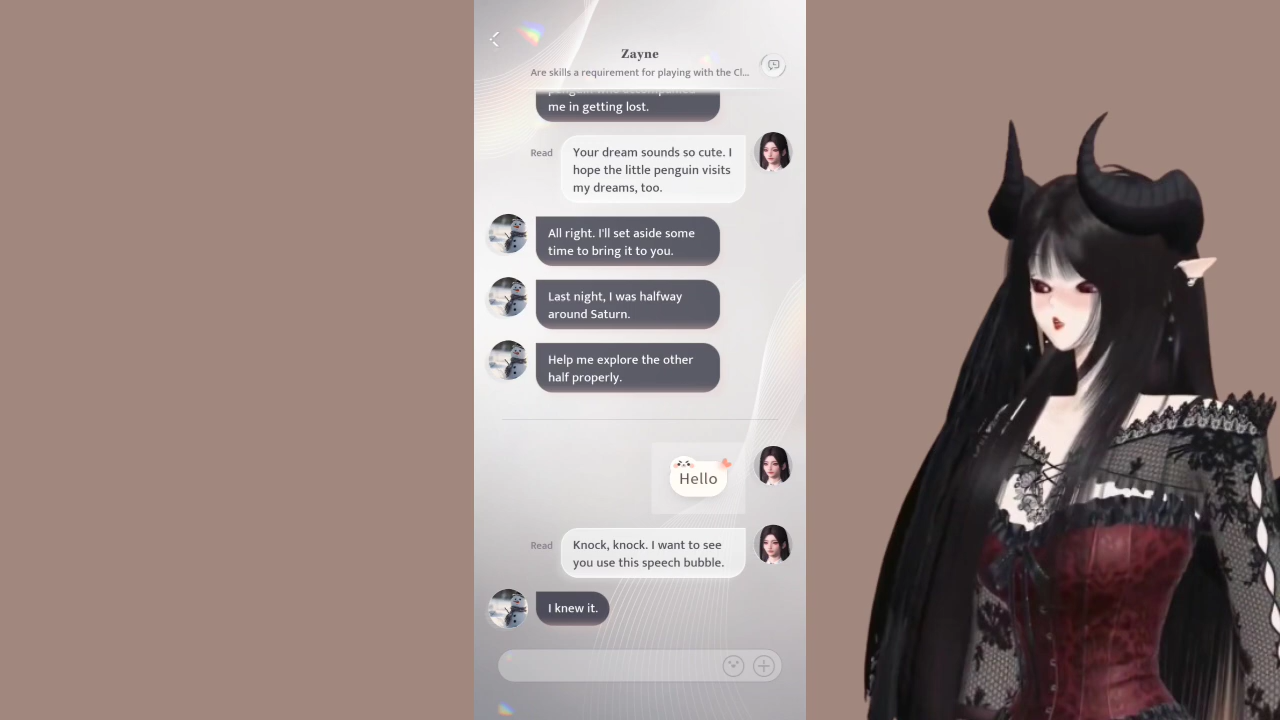 Zayne
Are skills a requirement for playing with the Cl...
me in getting lost.
Read
Your dream sounds so cute. I
hope the little penguin visits
my dreams, too.
All right. I'll set aside some
time to bring it to you.
Last night, I was halfway
around Saturn.
Help me explore the other
half properly.
Hello
Read
Knock, knock. I want to see
you use this speech bubble.
I knew it.